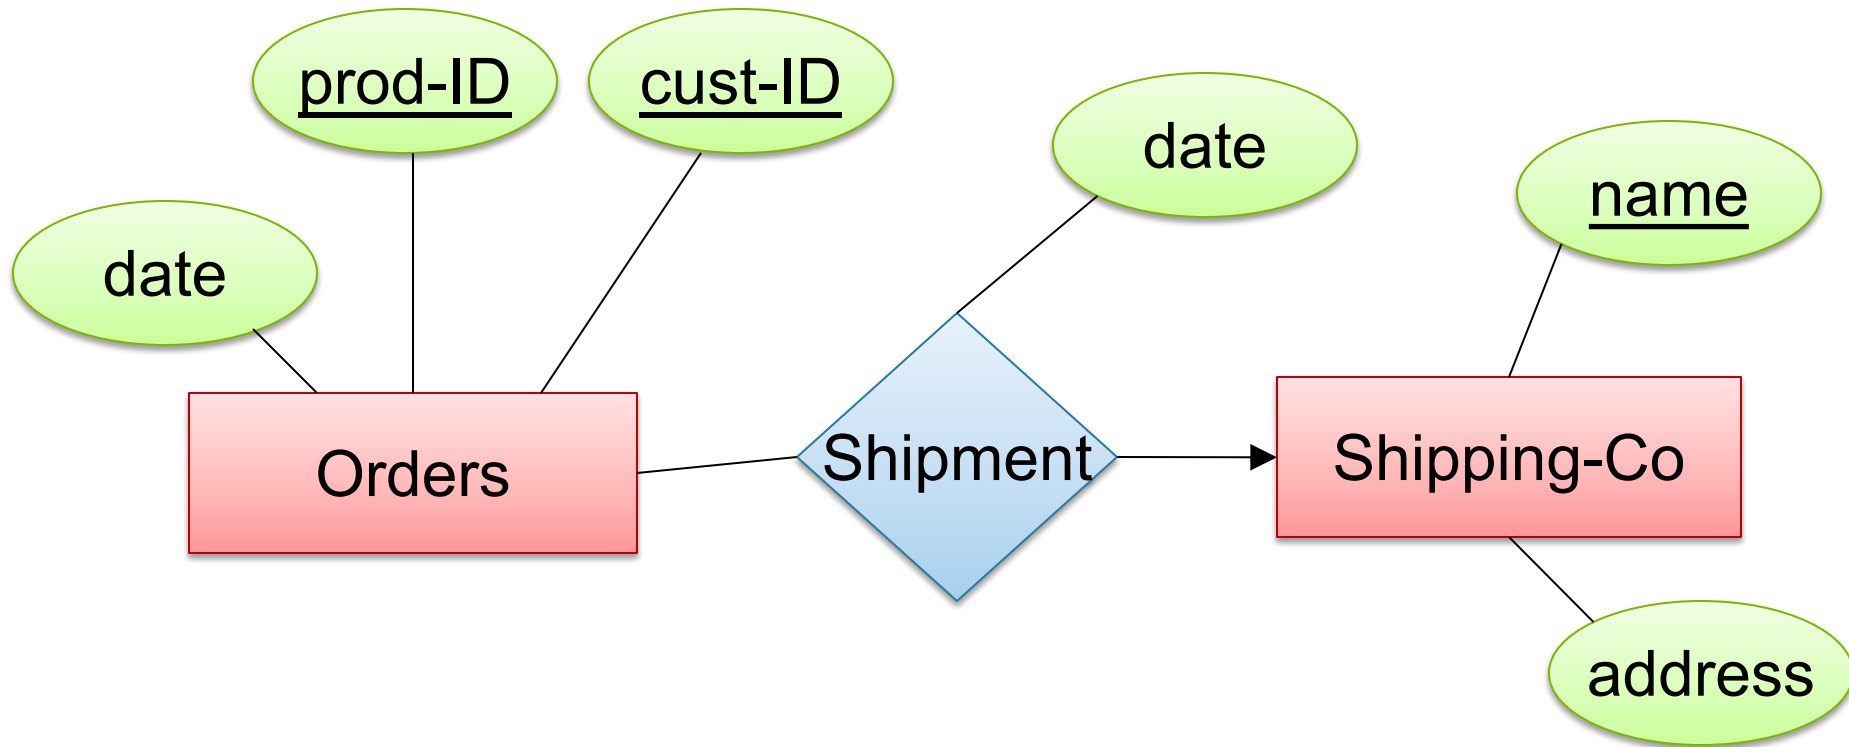 prod-ID
cust-ID
date
name
date
Orders
Shipment
Shipping-Co
address